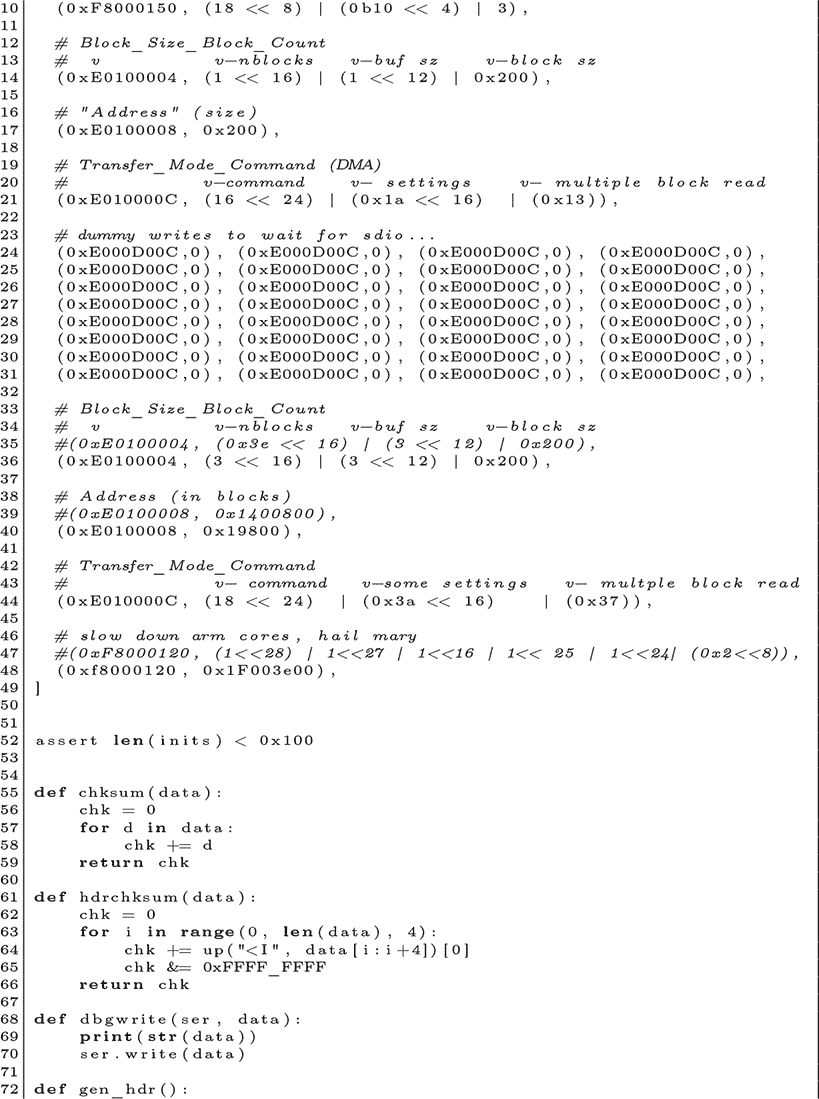 10 (0xF8000150, (18 << 8) | (0b10 << 4) | 3),
11
12 # Block_Size_Block_Count
13 # v v-nblocks v-buf sz v-block sz
14 (0xE0100004, (1 << 16) | (1 << 12) | 0x200),
15
16 # "Address" (size)
17 (0xE0100008, 0x200),
18
19 # Transfer_Mode_Command (DMA)
20 # v-command v- settings v- multiple block read
21 (0xE010000C, (16 << 24) | (0x1a << 16) | (0x13)),
22
23 # dummy writes to wait for sdio...
24 (0xE000D00C,0), (0xE000D00C,0), (0xE000D00C,0), (0xE000D00C,0),
25 (0xE000D00C,0), (0xE000D00C,0), (0xE000D00C,0), (0xE000D00C,0),
26 (0xE000D00C,0), (0xE000D00C,0), (0xE000D00C,0), (0xE000D00C,0),
27 (0xE000D00C,0), (0xE000D00C,0), (0xE000D00C,0), (0xE000D00C,0),
28 (0xE000D00C,0), (0xE000D00C,0), (0xE000D00C,0), (0xE000D00C,0),
29 (0xE000D00C,0), (0xE000D00C,0), (0xE000D00C,0), (0xE000D00C,0),
30 (0xE000D00C,0), (0xE000D00C,0), (0xE000D00C,0), (0xE000D00C,0),
31 (0xE000D00C,0), (0xE000D00C,0), (0xE000D00C,0), (0xE000D00C,0),
32
33 # Block_Size_Block_Count
34 # v v-nblocks v-buf sz v-block sz
35 #(0xE0100004, (0x3e << 16) | (3 << 12) | 0x200),
36 (0xE0100004, (3 << 16) | (3 << 12) | 0x200),
37
38 # Address (in blocks)
39 #(0xE0100008, 0x1400800),
40 (0xE0100008, 0x19800),
41
42 # Transfer_Mode_Command
43 # v- command v-some settings v- multple block read
44 (0xE010000C, (18 << 24) | (0x3a << 16) | (0x37)),
45
46 # slow down arm cores, hail mary
47 #(0xF8000120, (1<<28) | 1<<27 | 1<<16 | 1<< 25 | 1<<24| (0x2<<8)),
48 (0xf8000120, 0x1F003e00),
49 ]
50
51
52 assert len(inits) < 0x100
53
54
55 def chksum(data):
56 chk = 0
57 for d in data:
58 chk += d
59 return chk
60
61 def hdrchksum(data):
62 chk = 0
63 for i in range(0, len(data), 4):
64 chk += up("<I", data[i:i+4])[0]
65 chk &= 0xFFFF_FFFF
66 return chk
67
68 def dbgwrite(ser, data):
69 print(str(data))
70 ser.write(data)
71
72 def gen_hdr():